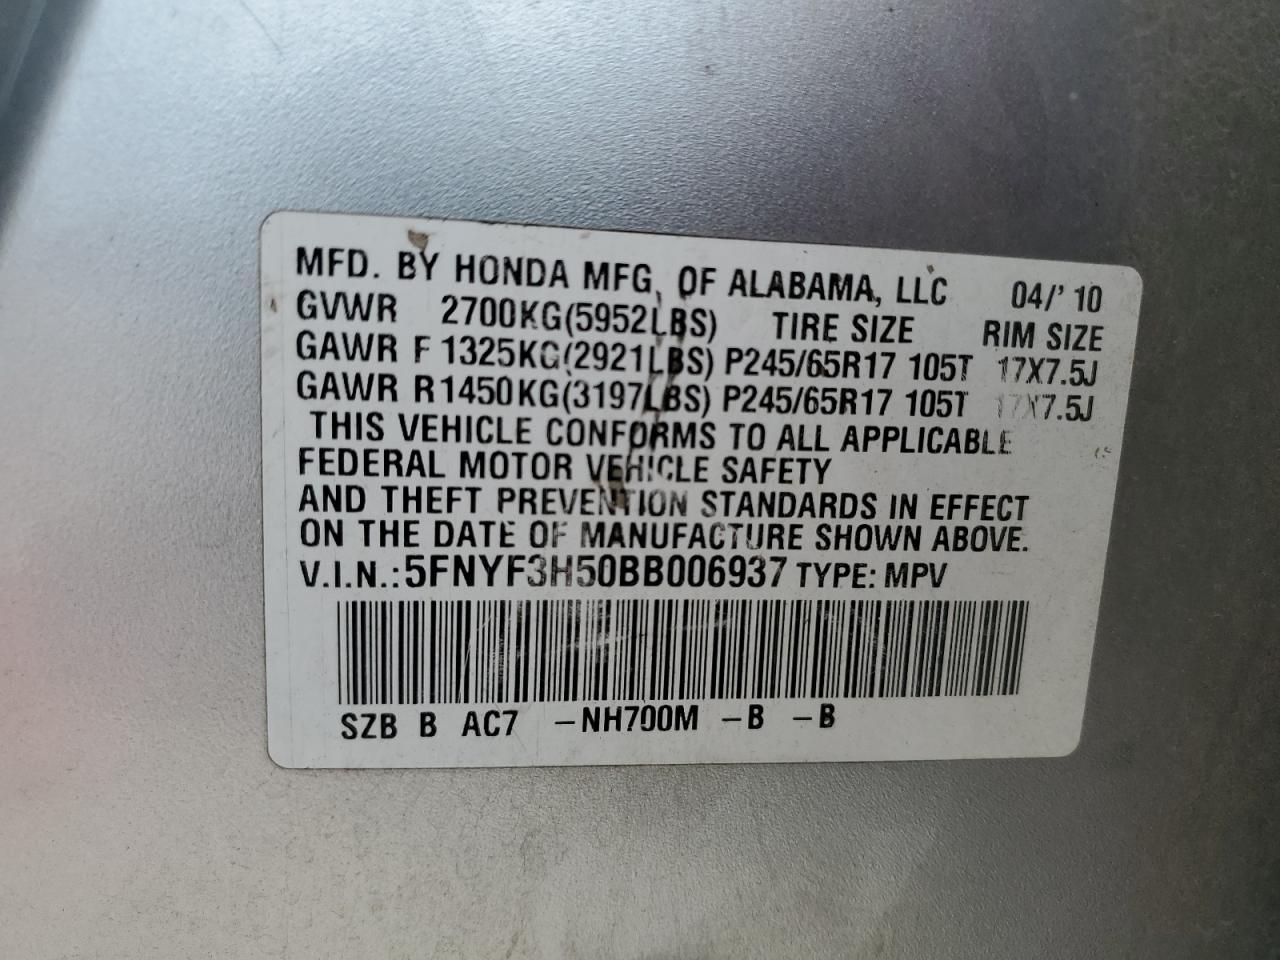 MFD. BY HONDA MFG, OF ALABAMA, LLC 04/'10
GVWR 2700KG(5952LBS) TIRE SIZE RIM SIZE
GAWR F 1325KG(2921LBS) P245/65R17 105T 17X7.5J
GAWR R1450KG(3197LBS) P245/65R17 105T 17X7.5J
THIS VEHICLE CONFORMS TO ALL APPLICABLE
FEDERAL MOTOR VEHICLE SAFETY
AND THEFT PREVENTION STANDARDS IN EFFECT
ON THE DATE OF MANUFACTURE SHOWN ABOVE.
V.I.N.:5FNYF3H50BB006937 TYPE: MPV
SZB B AC7 -NH700M -B -B